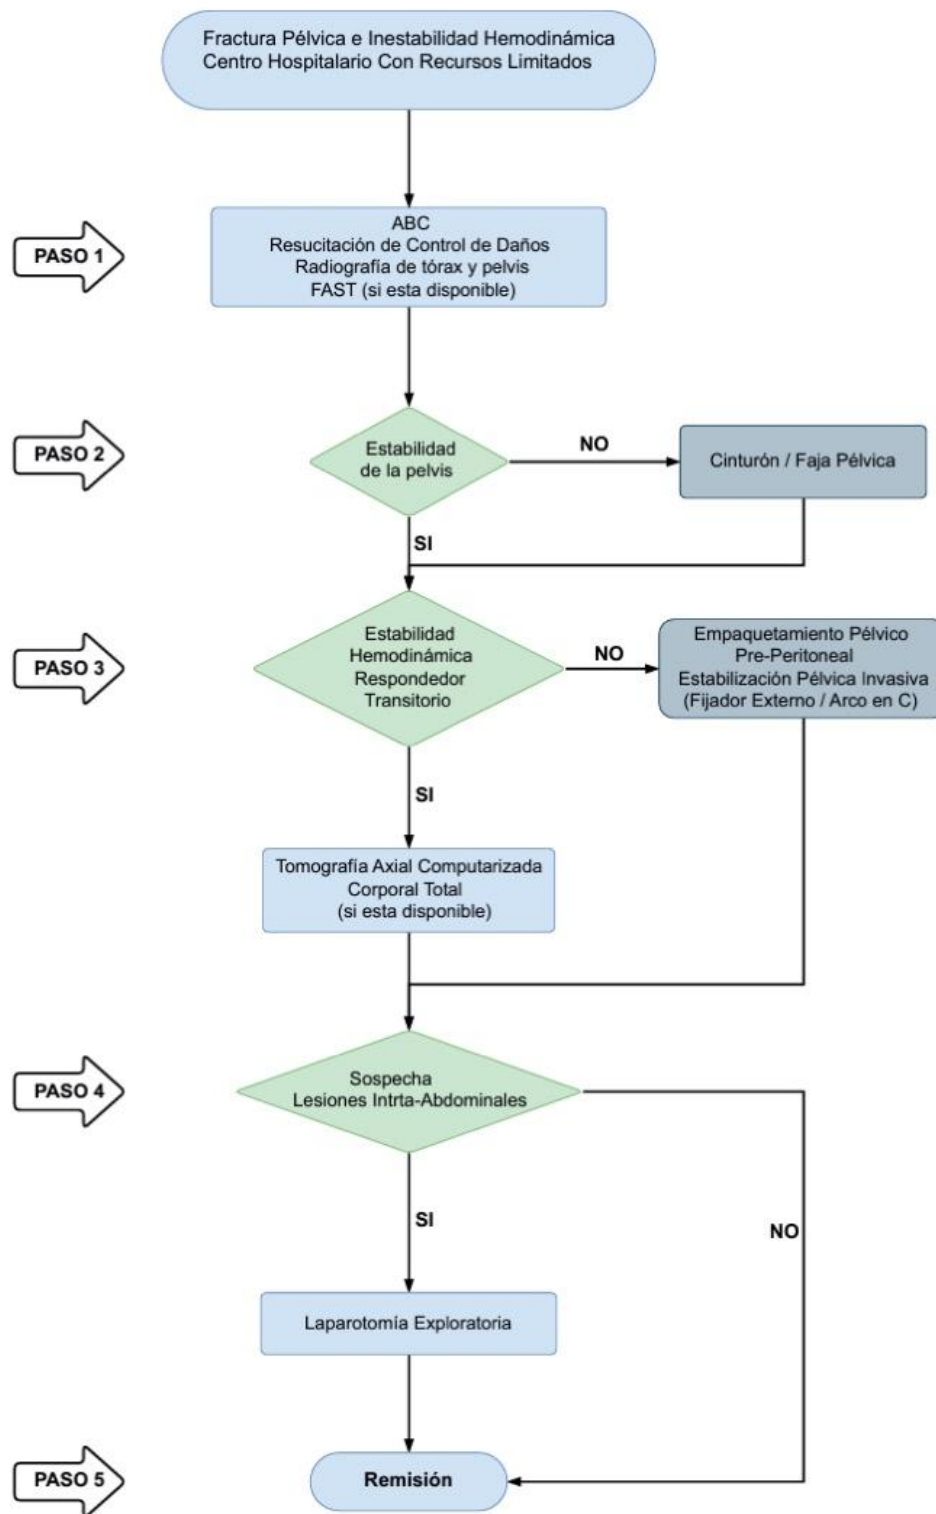 Fractura Pélvica e Inestabilidad Hemodinámica
Centro Hospitalario Con Recursos Limitados
PASO 1
ABC
Resucitación de Control de Daños
Radiografía de tórax y pelvis
FAST (si esta disponible)
PASO 2
Estabilidad
de la pelvis
NO
Cinturón / Faja Pélvica
SI
PASO 3
Estabilidad
Hemodinámica
Respondedor
Transitorio
NO
Empaquetamiento Pélvico
Pre-Peritoneal
Estabilización Pélvica Invasiva
(Fijador Externo / Arco en C)
SI
Tomografía Axial Computarizada
Corporal Total
(si esta disponible)
PASO 4
Sospecha
Lesiones Intrta-Abdominales
SI
NO
Laparotomía Exploratoria
PASO 5
Remisión